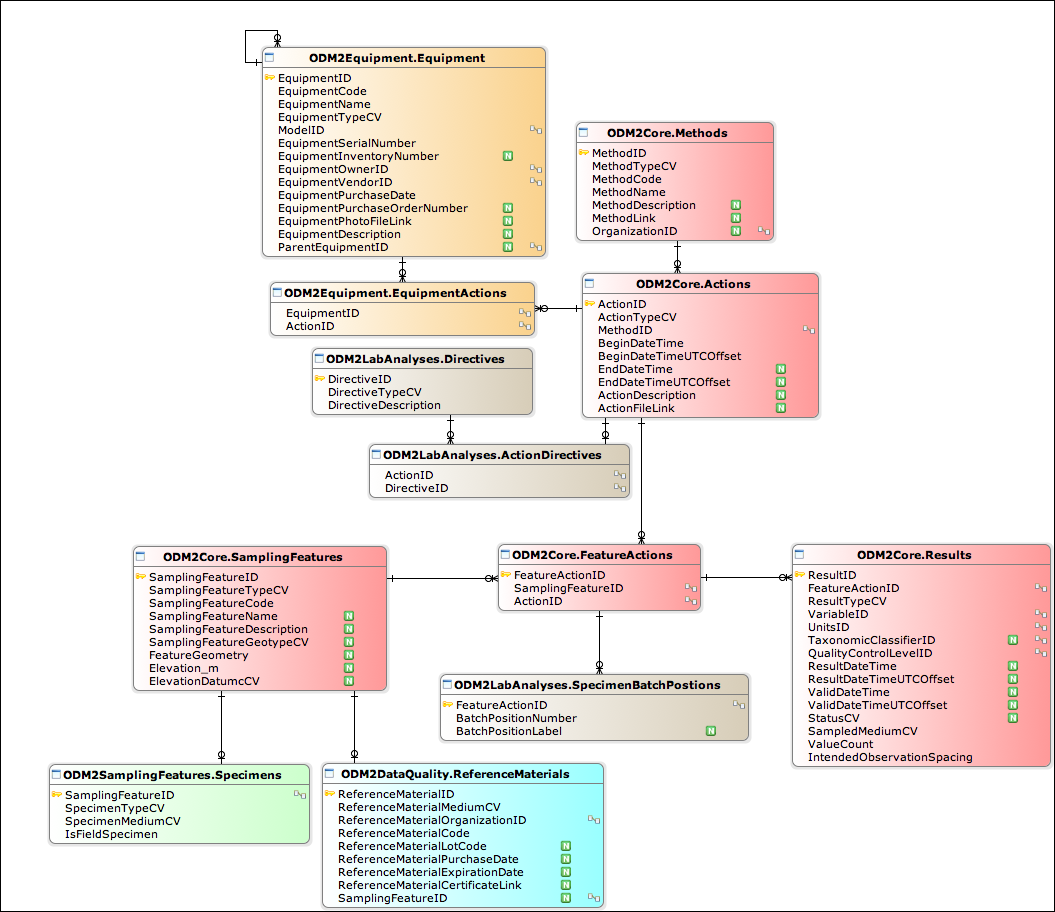 ODM2Equipment.Equipment
EquipmentID
EquipmentCode
EquipmentName
EquipmentTypeCV
ModelID
EquipmentSerialNumber
EquipmentInventoryNumber N
EquipmentOwnerID
EquipmentVendorID
EquipmentPurchaseDate
EquipmentPurchaseOrderNumber N
EquipmentPhotoFileLink N
EquipmentDescription N
ParentEquipmentID N
ODM2Core.Methods
MethodID
MethodTypeCV
MethodCode
MethodName
MethodDescription N
MethodLink N
OrganizationID N
ODM2Equipment.EquipmentActions
EquipmentID
ActionID
ODM2Core.Actions
ActionID
ActionTypeCV
MethodID
BeginDateTime
BeginDateTimeUTCOffset
EndDateTime N
EndDateTimeUTCOffset N
ActionDescription N
ActionFileLink N
ODM2LabAnalyses.Directives
DirectiveID
DirectiveTypeCV
DirectiveDescription
ODM2LabAnalyses.ActionDirectives
ActionID
DirectiveID
ODM2Core.SamplingFeatures
SamplingFeatureID
SamplingFeatureTypeCV
SamplingFeatureCode
SamplingFeatureName N
SamplingFeatureDescription N
SamplingFeatureGeotypeCV N
FeatureGeometry N
Elevation_m N
ElevationDatumcCV N
ODM2Core.FeatureActions
FeatureActionID
SamplingFeatureID
ActionID
ODM2Core.Results
ResultID
FeatureActionID
ResultTypeCV
VariableID
UnitsID
TaxonomicClassifierID N
QualityControlLevelID
ResultDateTime N
ResultDateTimeUTCOffset N
ValidDateTime N
ValidDateTimeUTCOffset N
StatusCV N
SampledMediumCV
ValueCount
IntendedObservationSpacing
ODM2LabAnalyses.SpecimenBatchPostions
FeatureActionID
BatchPositionNumber
BatchPositionLabel N
ODM2SamplingFeatures.Specimens
SamplingFeatureID
SpecimenTypeCV
SpecimenMediumCV
IsFieldSpecimen
ODM2DataQuality.ReferenceMaterials
ReferenceMaterialID
ReferenceMaterialMediumCV
ReferenceMaterialOrganizationID
ReferenceMaterialCode
ReferenceMaterialLotCode N
ReferenceMaterialPurchaseDate N
ReferenceMaterialExpirationDate N
ReferenceMaterialCertificateLink N
SamplingFeatureID N